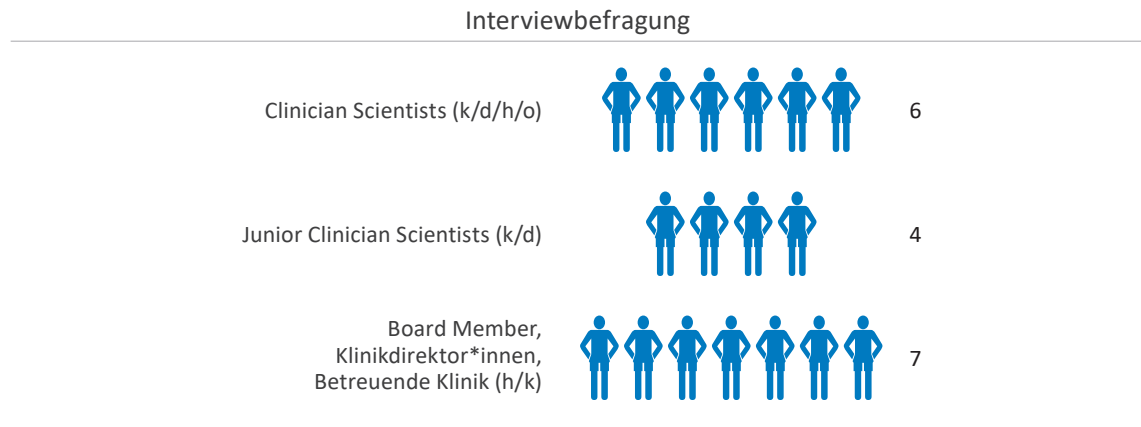 Interviewbefragung
Clinician Scientists (k/d/h/o)
6
Junior Clinician Scientists (k/d)
4
Board Member,
Klinikdirektor*innen,
Betreuende Klinik (h/k)
7